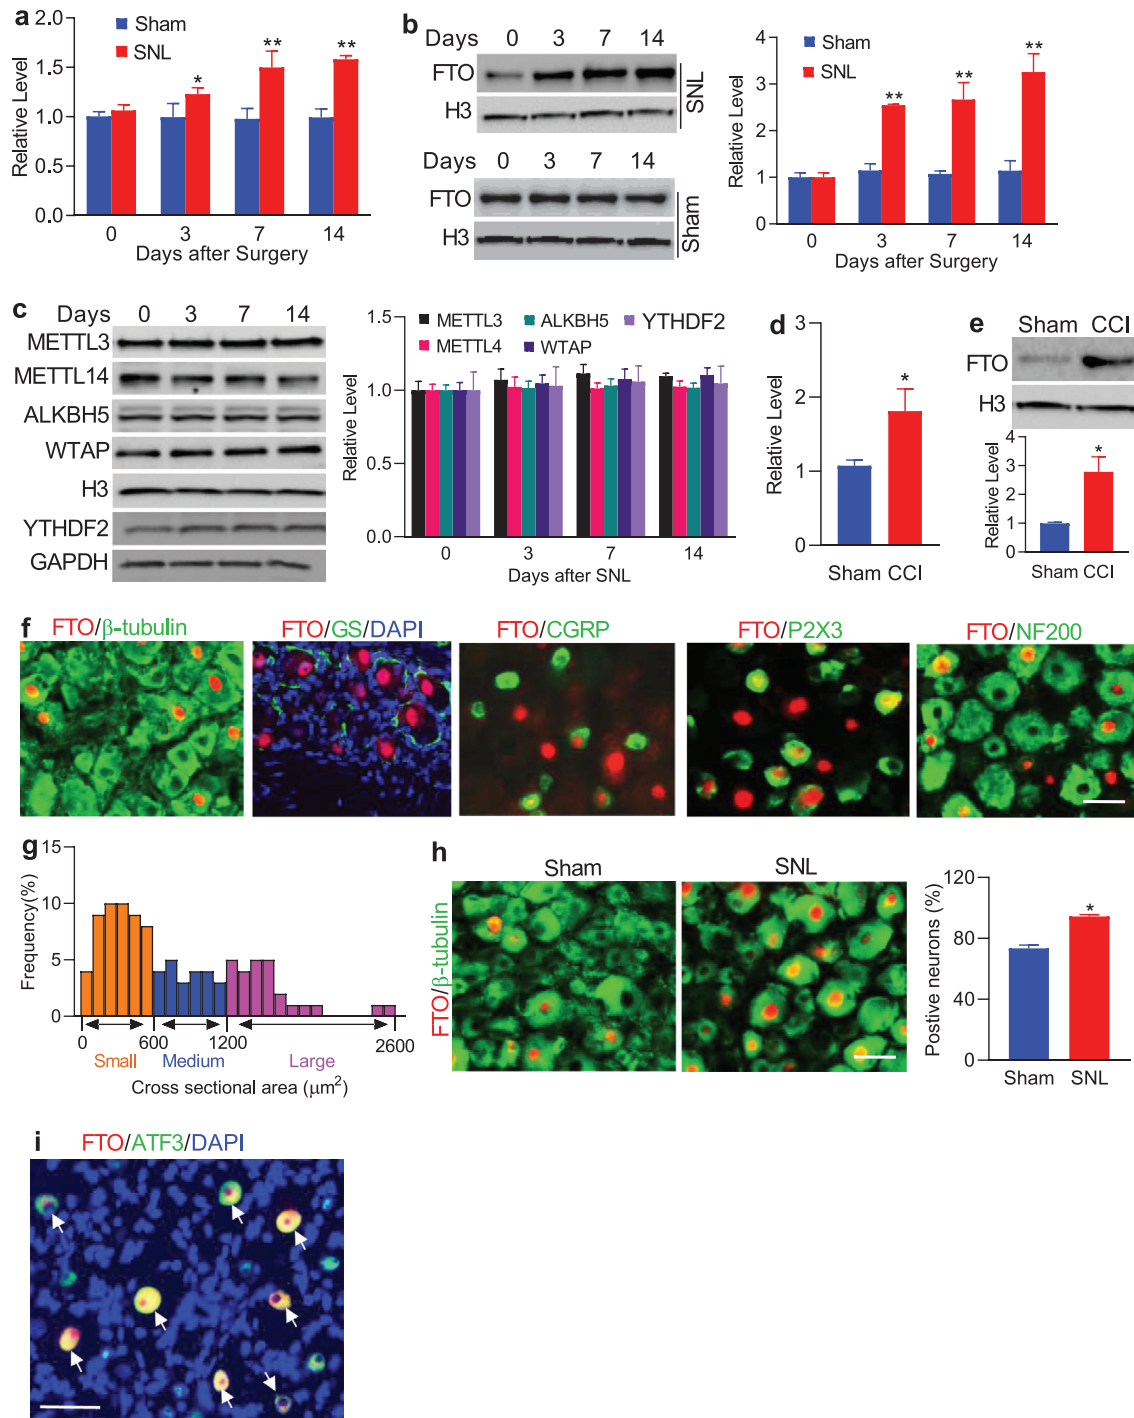 a
Sham
SNL
Relative Level
2.0
1.5
1.0
0.5
0.0
*
**
**
0 3 7 14
Days after Surgery
b
Days 0 3 7 14
FTO
H3
SNL
Days 0 3 7 14
FTO
H3
Sham
Sham
SNL
Relative Level
4
3
2
1
0
**
**
**
0 3 7 14
Days after Surgery
c
Days 0 3 7 14
METTL3
METTL14
ALKBH5
WTAP
H3
YTHDF2
GAPDH
METTL3 ALKBH5 YTHDF2
METTL4 WTAP
Relative Level
1.5
1.0
0.5
0.0
0 3 7 14
Days after SNL
d
Relative Level
3
2
1
0
*
Sham CCI
e
Sham CCI
FTO
H3
Relative Level
4
3
2
1
0
*
Sham CCI
f
FTO/β-tubulin
FTO/GS/DAPI
FTO/CGRP
FTO/P2X3
FTO/NF200
g
Frequency(%)
15
10
5
0
0 600 1200 2600
Small Medium Large
Cross sectional area (μm²)
h
Sham SNL
FTO/β-tubulin
Postive neurons (%)
120
80
40
0
*
Sham SNL
i
FTO/ATF3/DAPI